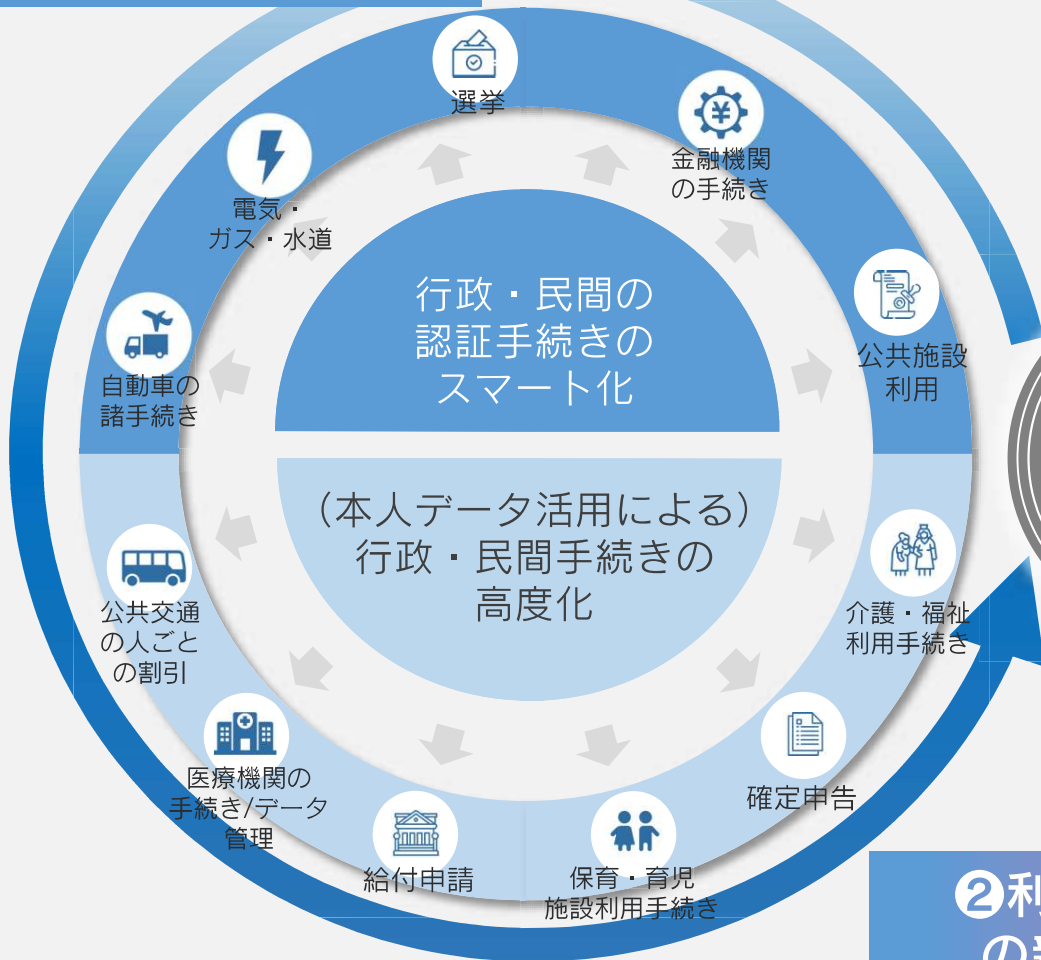 選挙
金融機関
の手続き
電気・
ガス・水道
公共施設
利用
自動車の
諸手続き
行政・民間の
認証手続きの
スマート化
（本人データ活用による）
行政・民間手続きの
高度化
公共交通
の人ごと
の割引
介護・福祉
利用手続き
医療機関の
手続き/データ
管理
確定申告
給付申請
保育・育児
施設利用手続き
❷利
の